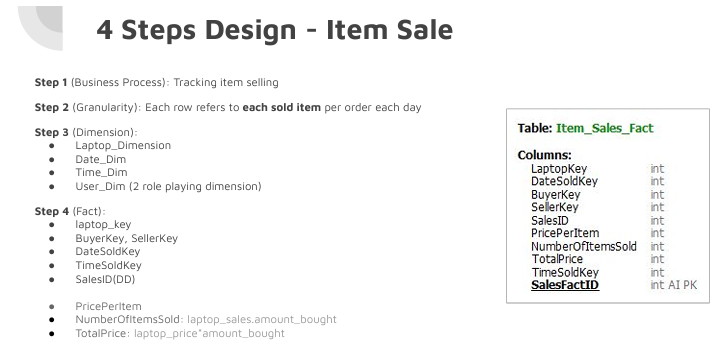 4 Steps Design - Item Sale
Step 1 (Business Process): Tracking item selling
Step 2 (Granularity): Each row refers to each sold item per order each day
Step 3 (Dimension):
● Laptop_Dimension
● Date_Dim
● Time_Dim
● User_Dim (2 role playing dimension)
Step 4 (Fact):
● laptop_key
● BuyerKey, SellerKey
● DateSoldKey
● TimeSoldKey
● SalesID(DD)
● PricePerItem
● NumberOfItemsSold: laptop_sales.amount_bought
● TotalPrice: laptop_price*amount_bought
Table: Item_Sales_Fact
Columns:
LaptopKey int
DateSoldKey int
BuyerKey int
SellerKey int
SalesID int
PricePerItem int
NumberOfItemsSold int
TotalPrice int
TimeSoldKey int
SalesFactID int AI PK